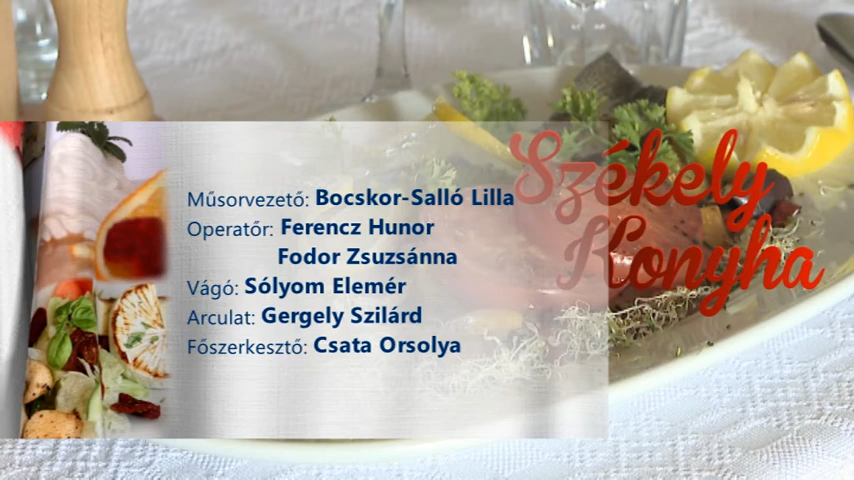 Műsorvezető: Bocskor-Salló Lilla
Operatőr: Ferencz Hunor
Fodor Zsuzsánna
Vágó: Sólyom Elemér
Arculat: Gergely Szilárd
Főszerkesztő: Csata Orsolya
Székely
Konyha